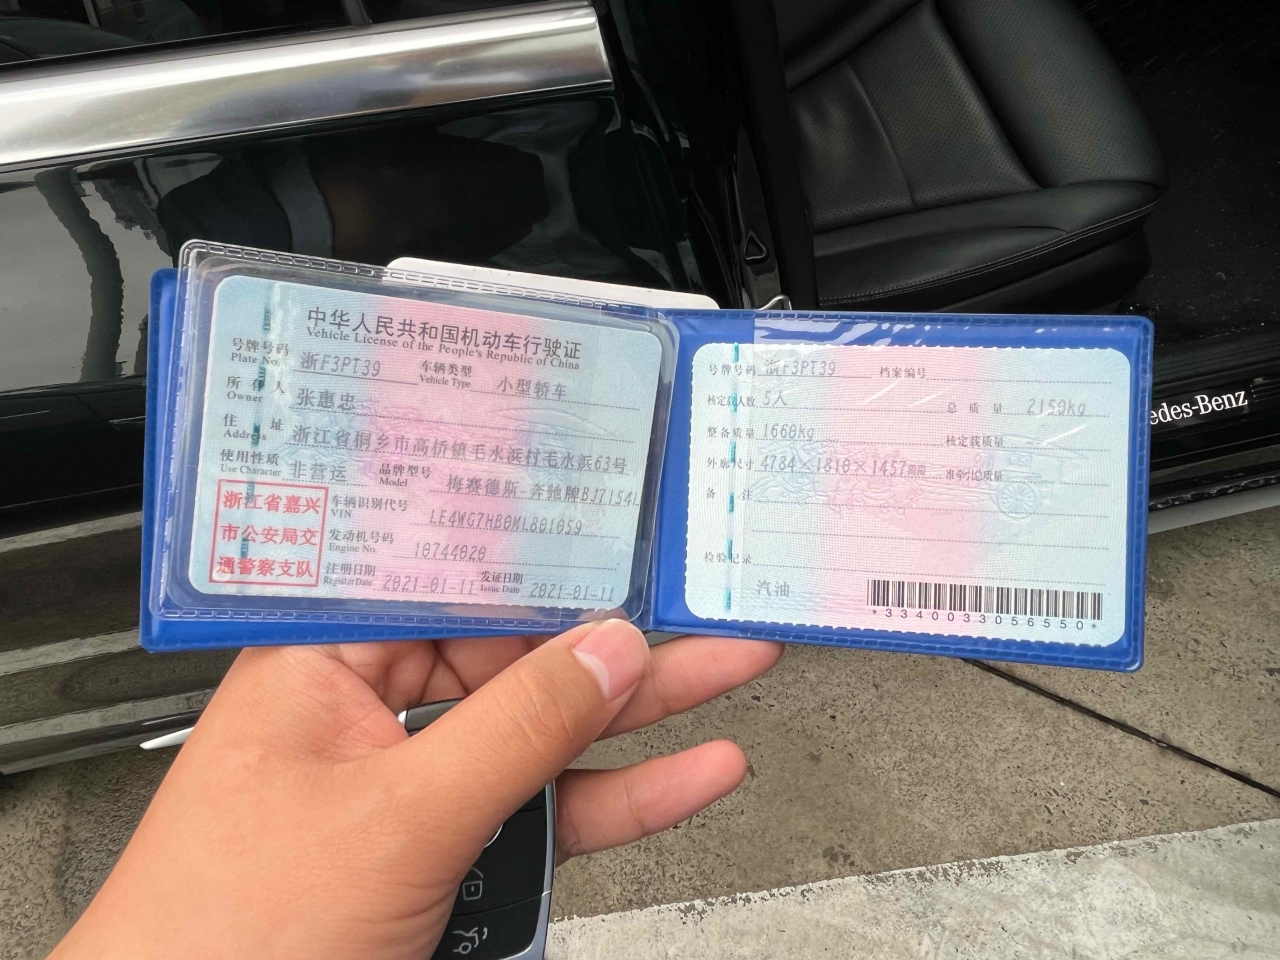 中华人民共和国机动车行驶证
Vehicle License of the People's Republic of China
号牌号码 Plate No. 浙F3PT39 车辆类型 Vehicle Type 小型轿车
所有人 Owner 张惠忠
住址 Address 浙江省桐乡市高桥镇毛水浜村毛水浜63号
使用性质 Use Character 非营运 品牌型号 Model 梅赛德斯-奔驰牌BJ7154L
浙江省嘉兴
市公安局交
通警察支队
车辆识别代号 VIN LE4WG7HB0ML801059
发动机号码 Engine No. 10744020
注册日期 Register Date 2021-01-11 发证日期 Issue Date 2021-01-11
号牌号码 浙F3PT39 档案编号
核定载人数 5人 总质量 2150kg
整备质量 1660kg 核定载质量
外廓尺寸 4784×1810×1457mm 准牵引总质量
备注
检验记录
汽油
*3340033056550*
edes-Benz